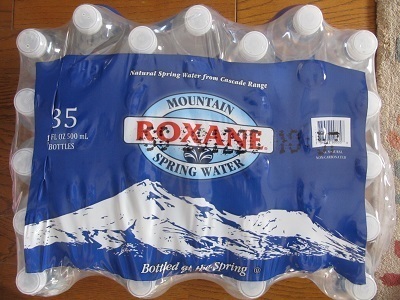 Natural Spring Water from Cascade Range
MOUNTAIN
ROXANE
SPRING WATER
35
FL OZ 500 mL
BOTTLES
Bottled at the Spring